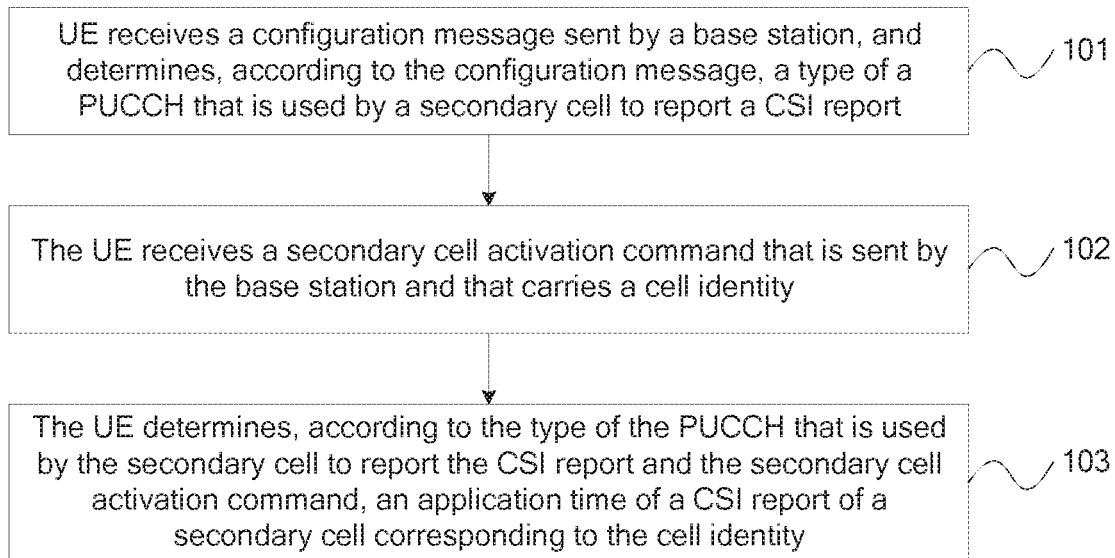 UE receives a configuration message sent by a base station, and
determines, according to the configuration message, a type of a
PUCCH that is used by a secondary cell to report a CSI report
101
The UE receives a secondary cell activation command that is sent by
the base station and that carries a cell identity
102
The UE determines, according to the type of the PUCCH that is used
by the secondary cell to report the CSI report and the secondary cell
activation command, an application time of a CSI report of a
secondary cell corresponding to the cell identity
103